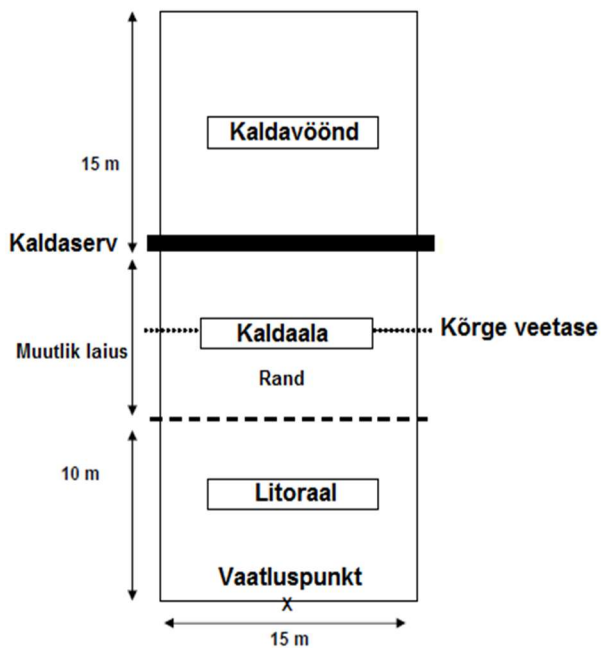 Kaldavöönd
15 m
Kaldaserv
Kõrge veetase
Kaldaala
Muutlik laius
Rand
10 m
Litoraal
Vaatluspunkt
X
15 m